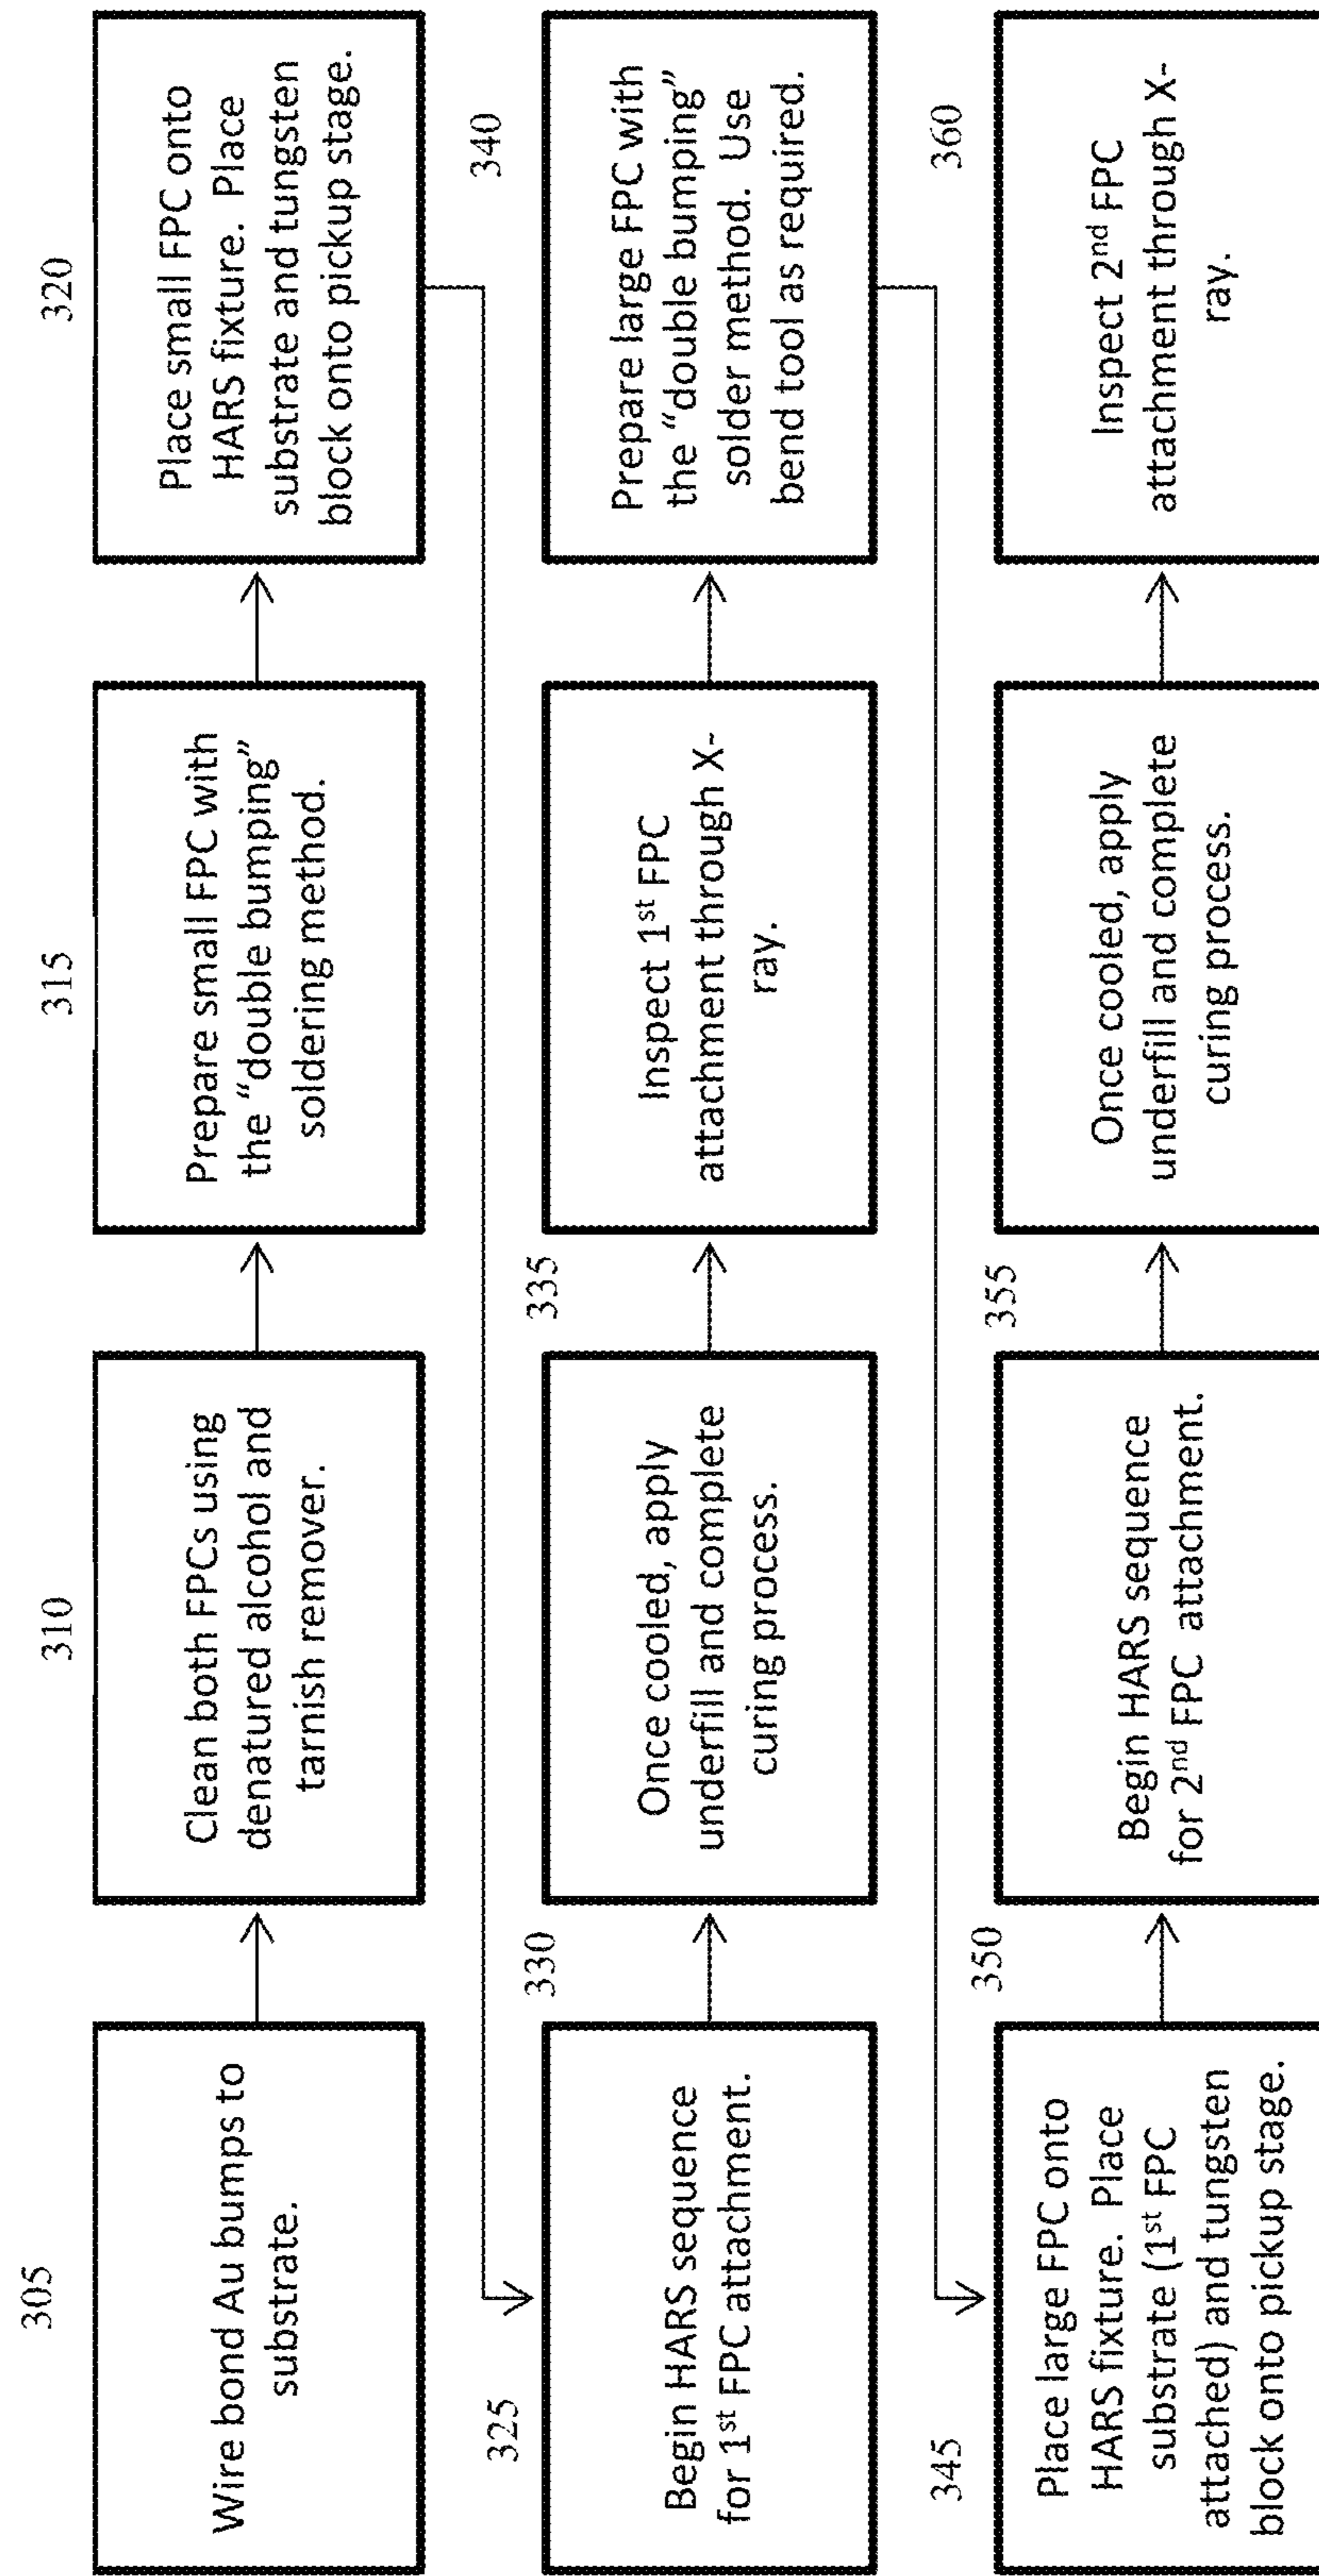 305
Wire bond Au bumps to
substrate.
310
Clean both FPCs using
denatured alcohol and
tarnish remover.
315
Prepare small FPC with
the “double bumping”
soldering method.
320
Place small FPC onto
HARS fixture. Place
substrate and tungsten
block onto pickup stage.
325
Begin HARS sequence
for 1st FPC attachment.
330
Once cooled, apply
underfill and complete
curing process.
335
Inspect 1st FPC
attachment through X-
ray.
340
Prepare large FPC with
the “double bumping”
solder method. Use
bend tool as required.
345
Place large FPC onto
HARS fixture. Place
substrate (1st FPC
attached) and tungsten
block onto pickup stage.
350
Begin HARS sequence
for 2nd FPC attachment.
355
Once cooled, apply
underfill and complete
curing process.
360
Inspect 2nd FPC
attachment through X-
ray.